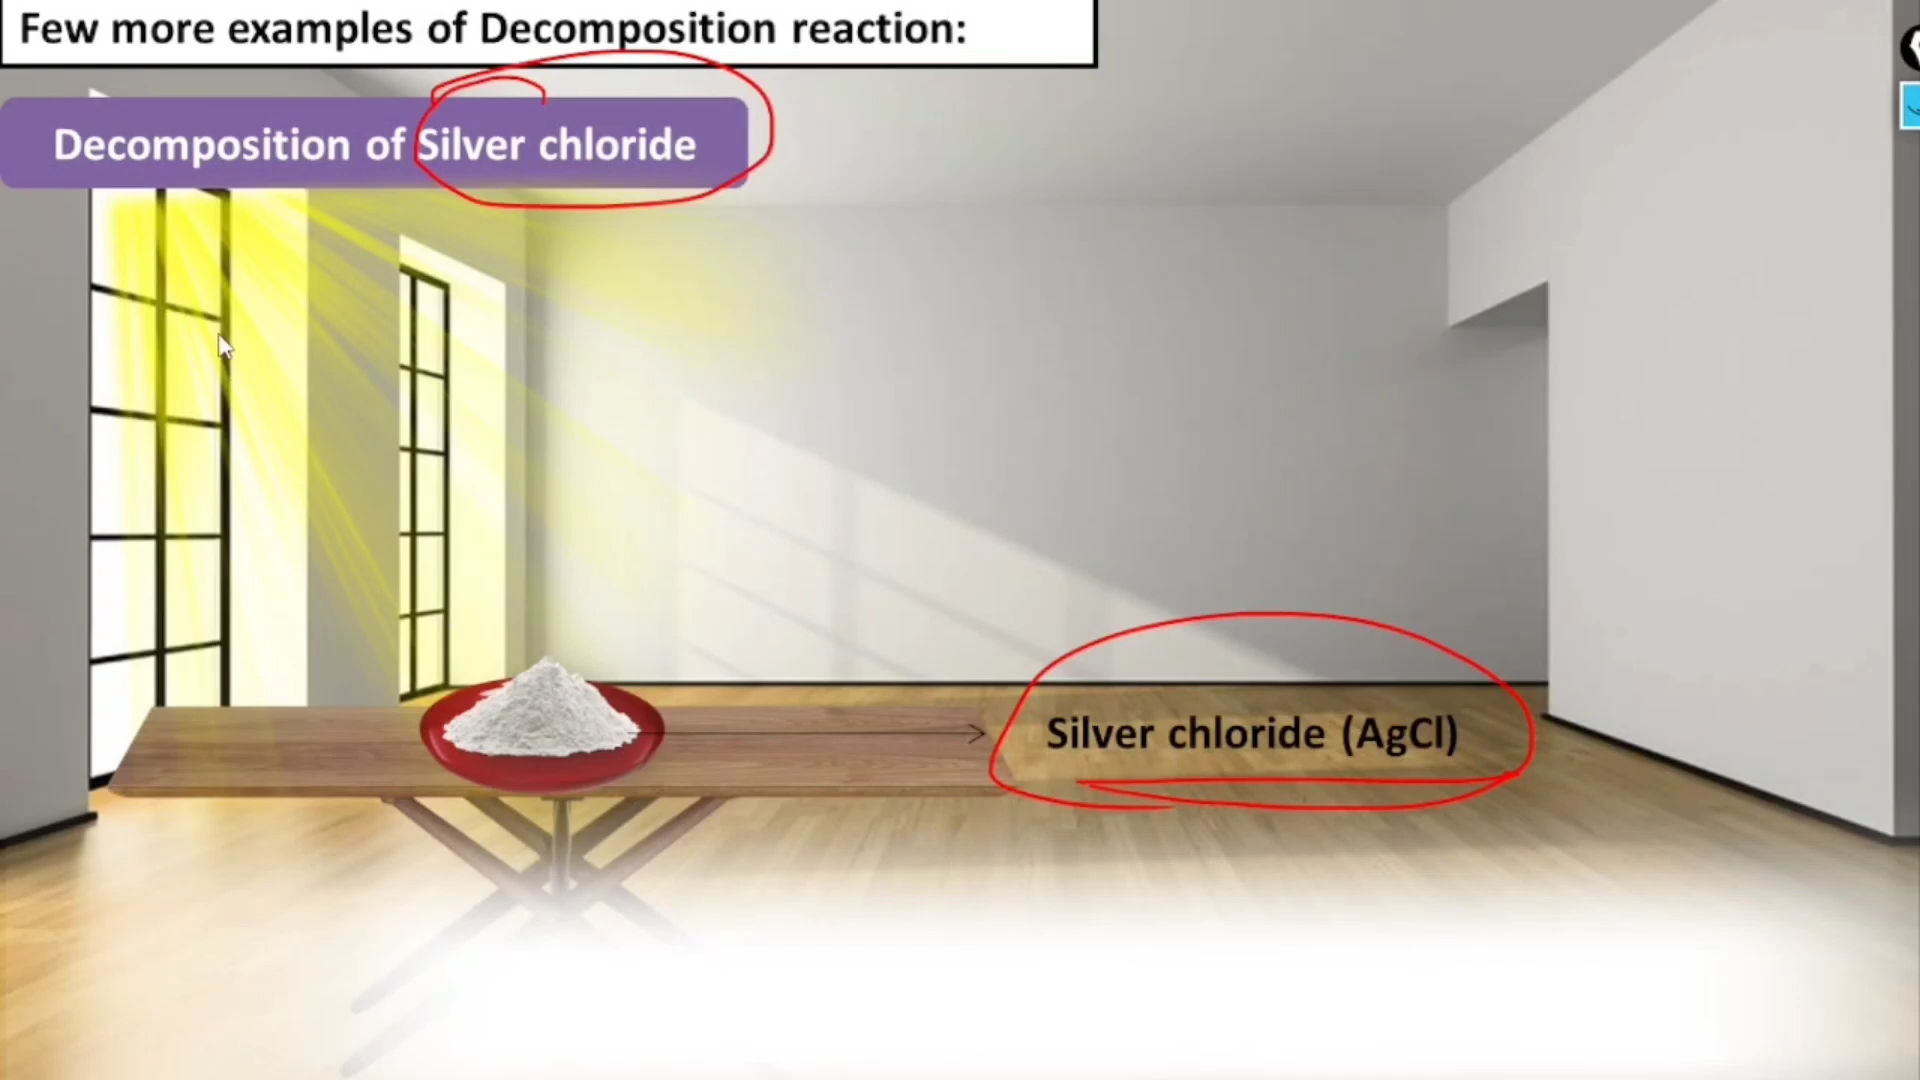 Few more examples of Decomposition reaction:
Decomposition of Silver chloride
Silver chloride (AgCl)